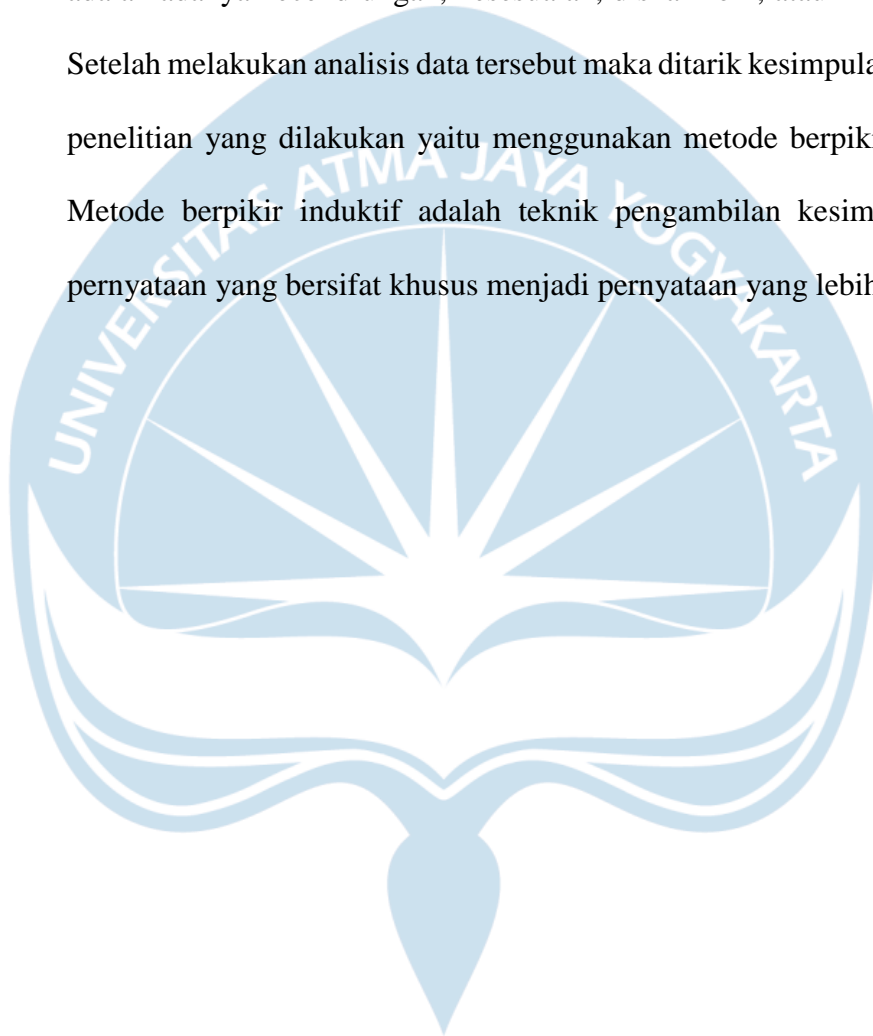 Setelah melakukan analisis data tersebut maka ditarik kesimpula
penelitian yang dilakukan yaitu menggunakan metode berpiki
Metode berpikir induktif adalah teknik pengambilan kesim
pernyataan yang bersifat khusus menjadi pernyataan yang lebih
UNIVERSITAS ATMA JAYA YOGYAKARTA